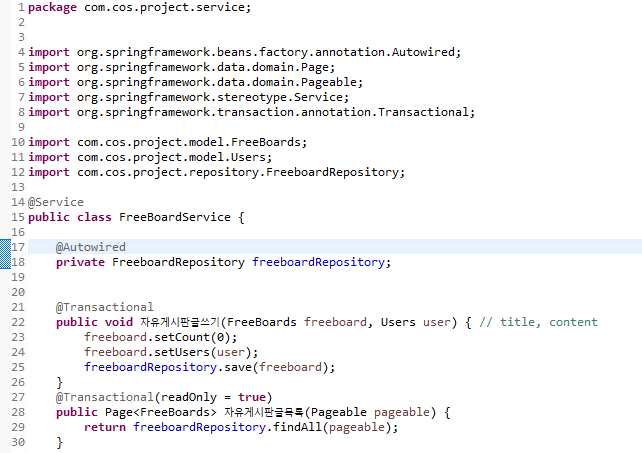 1 package com.cos.project.service;
2
3
4 import org.springframework.beans.factory.annotation.Autowired;
5 import org.springframework.data.domain.Page;
6 import org.springframework.data.domain.Pageable;
7 import org.springframework.stereotype.Service;
8 import org.springframework.transaction.annotation.Transactional;
9
10 import com.cos.project.model.FreeBoards;
11 import com.cos.project.model.Users;
12 import com.cos.project.repository.FreeboardRepository;
13
14 @Service
15 public class FreeBoardService {
16
17     @Autowired
18     private FreeboardRepository freeboardRepository;
19
20
21     @Transactional
22     public void 자유게시판글쓰기(FreeBoards freeboard, Users user) { // title, content
23         freeboard.setCount(0);
24         freeboard.setUsers(user);
25         freeboardRepository.save(freeboard);
26     }
27     @Transactional(readOnly = true)
28     public Page<FreeBoards> 자유게시판글목록(Pageable pageable) {
29         return freeboardRepository.findAll(pageable);
30     }